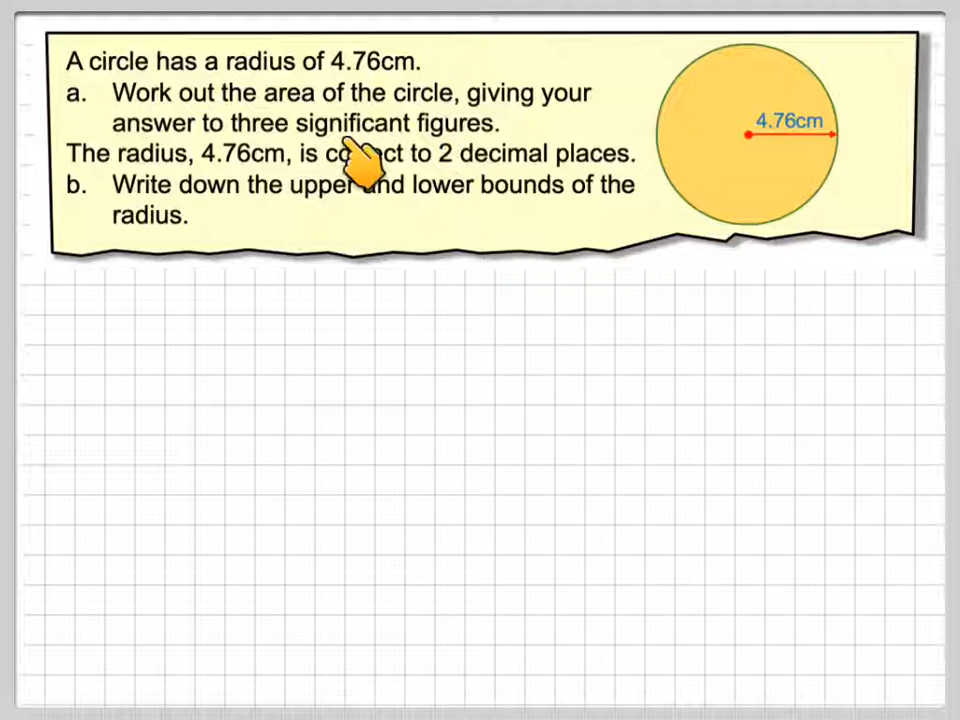 A circle has a radius of 4.76cm.
a. Work out the area of the circle, giving your
answer to three significant figures.
The radius, 4.76cm, is correct to 2 decimal places.
b. Write down the upper and lower bounds of the
radius.
4.76cm